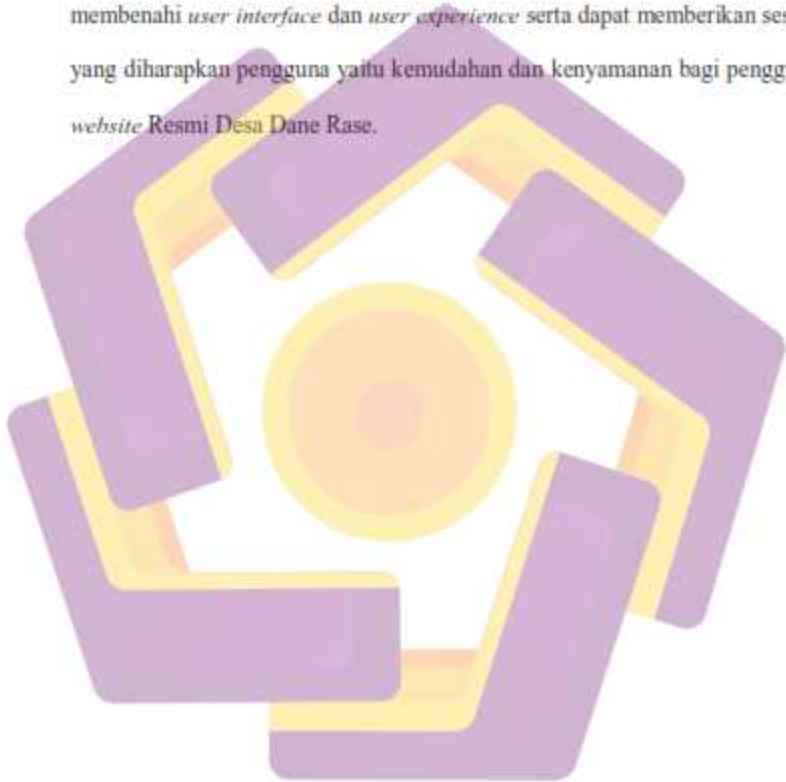 membenahi user interface dan user experience serta dapat memberikan
yang diharapkan pengguna yaitu kemudahan dan kenyamanan bagi
website Resmi Desa Dane Rase.